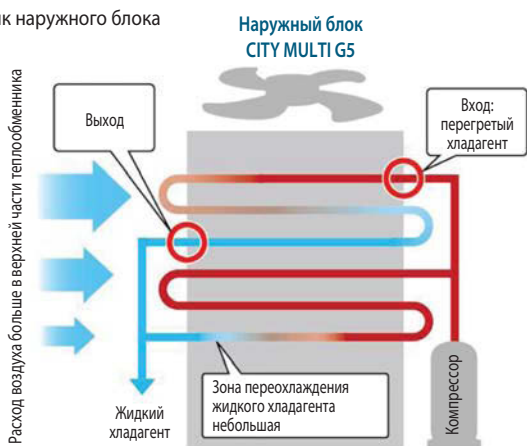 ик наружного блока
Наружный блок
CITY MULTI G5
Расход воздуха больше в верхней части теплообменника
Выход
Вход:
перегретый
хладагент
Зона переохлаждения
жидкого хладагента
небольшая
Жидкий
хладагент
Компрессор